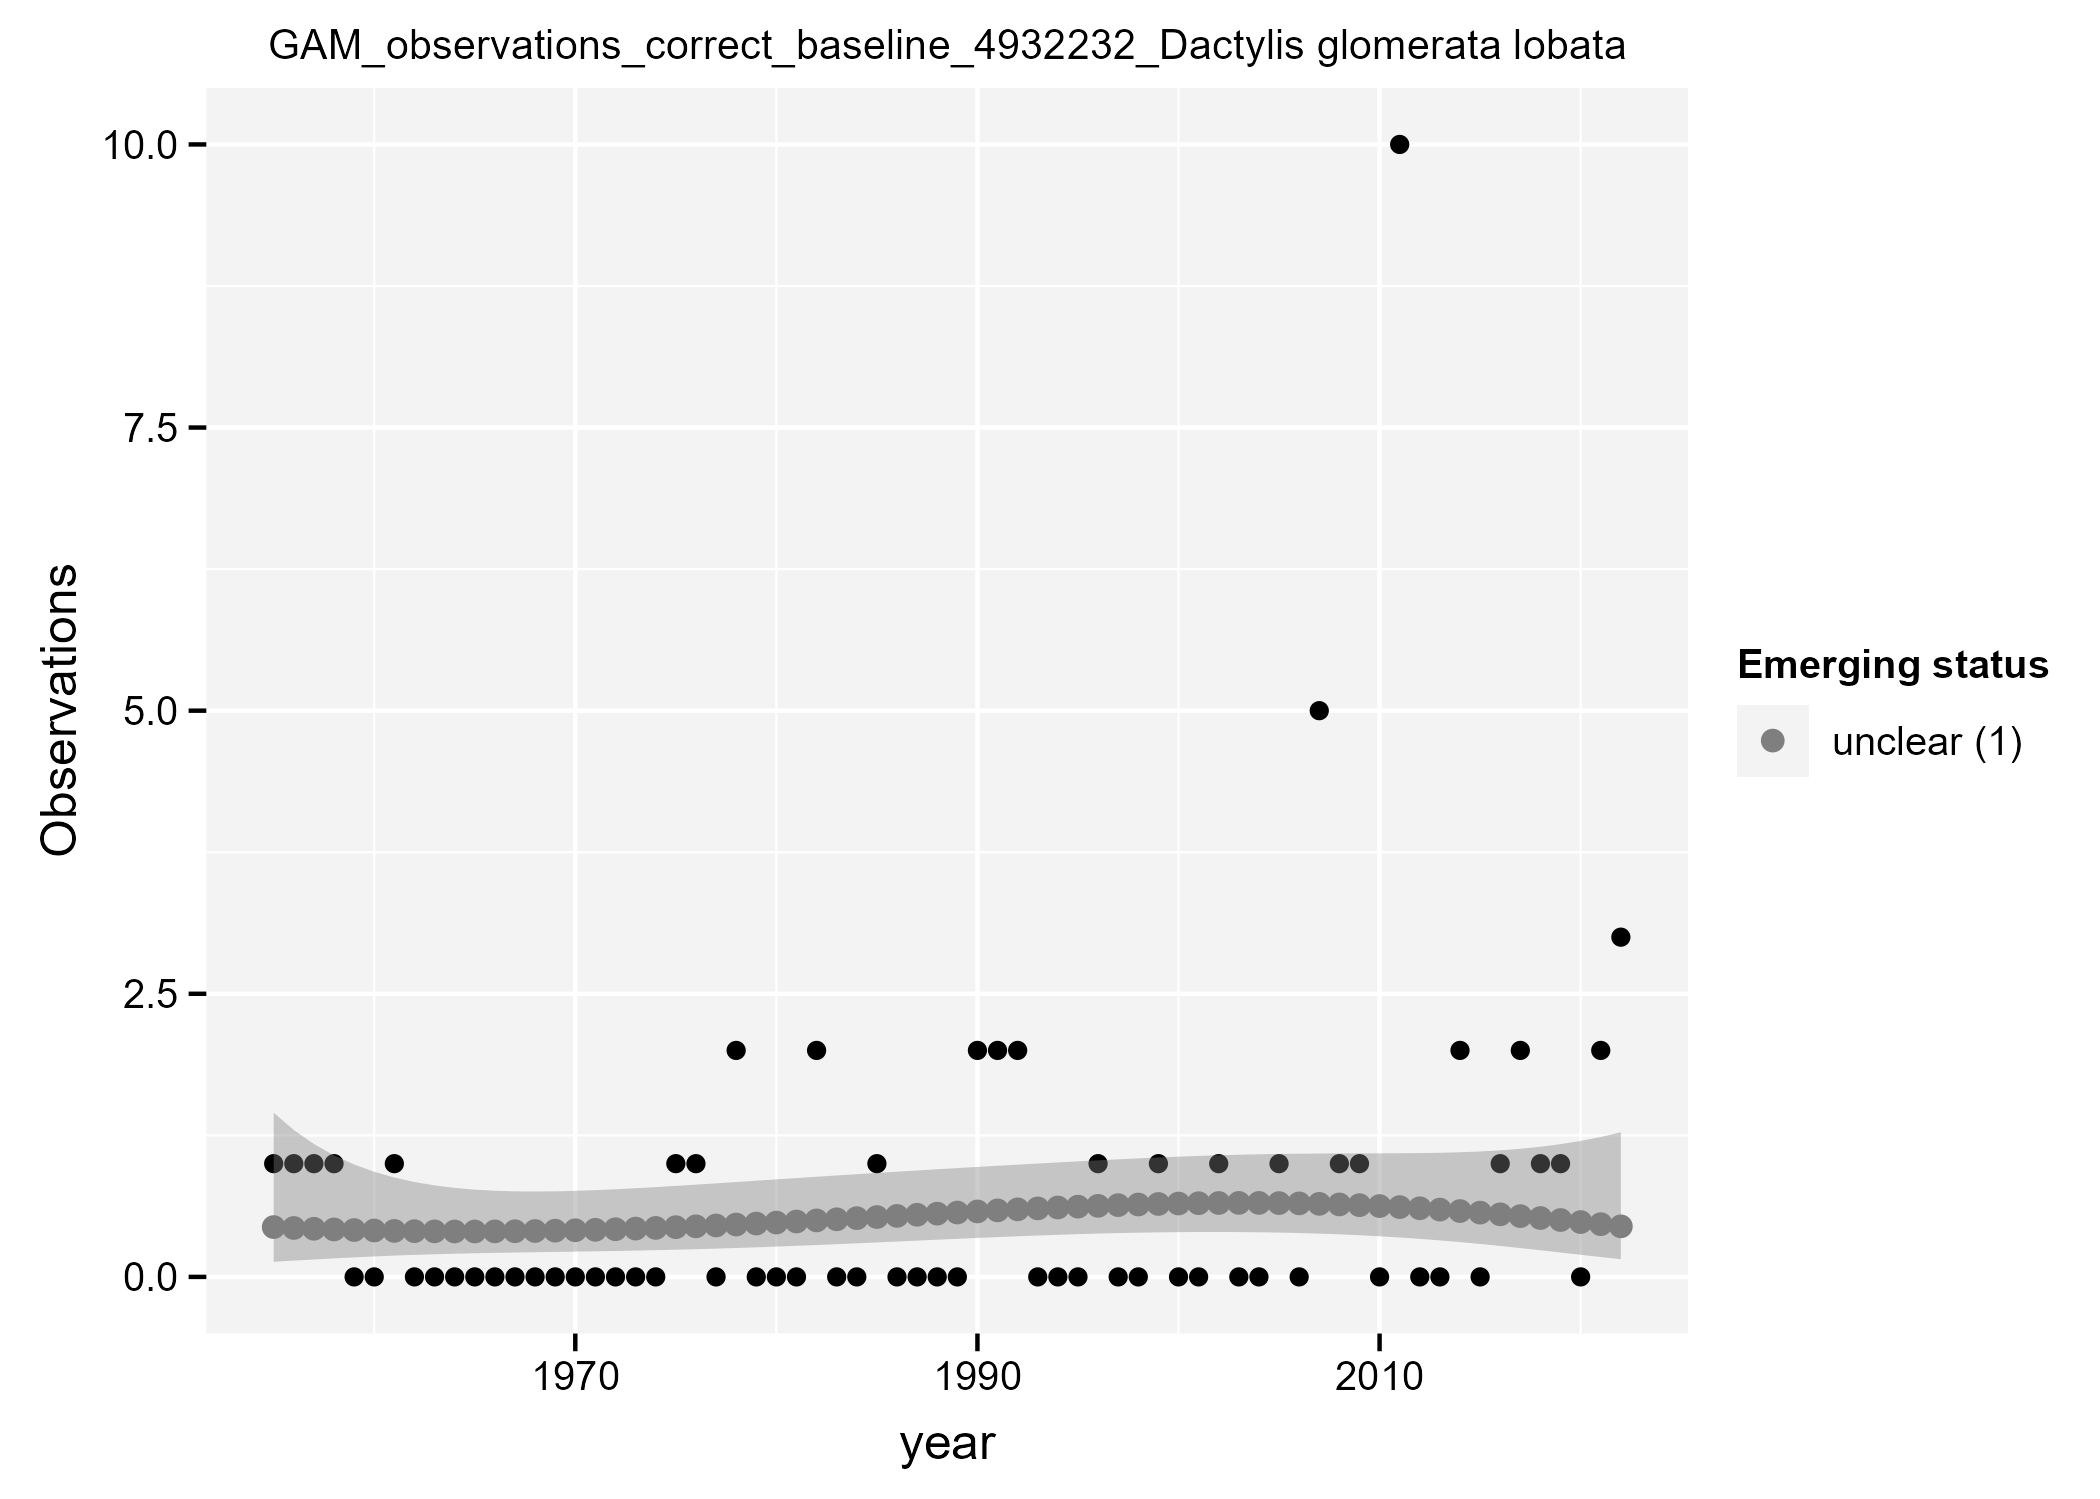 GAM_observations_correct_baseline_4932232_Dactylis glomerata lobata
10.0
7.5
5.0
2.5
0.0
Observations
1970
1990
2010
year
Emerging status
unclear (1)